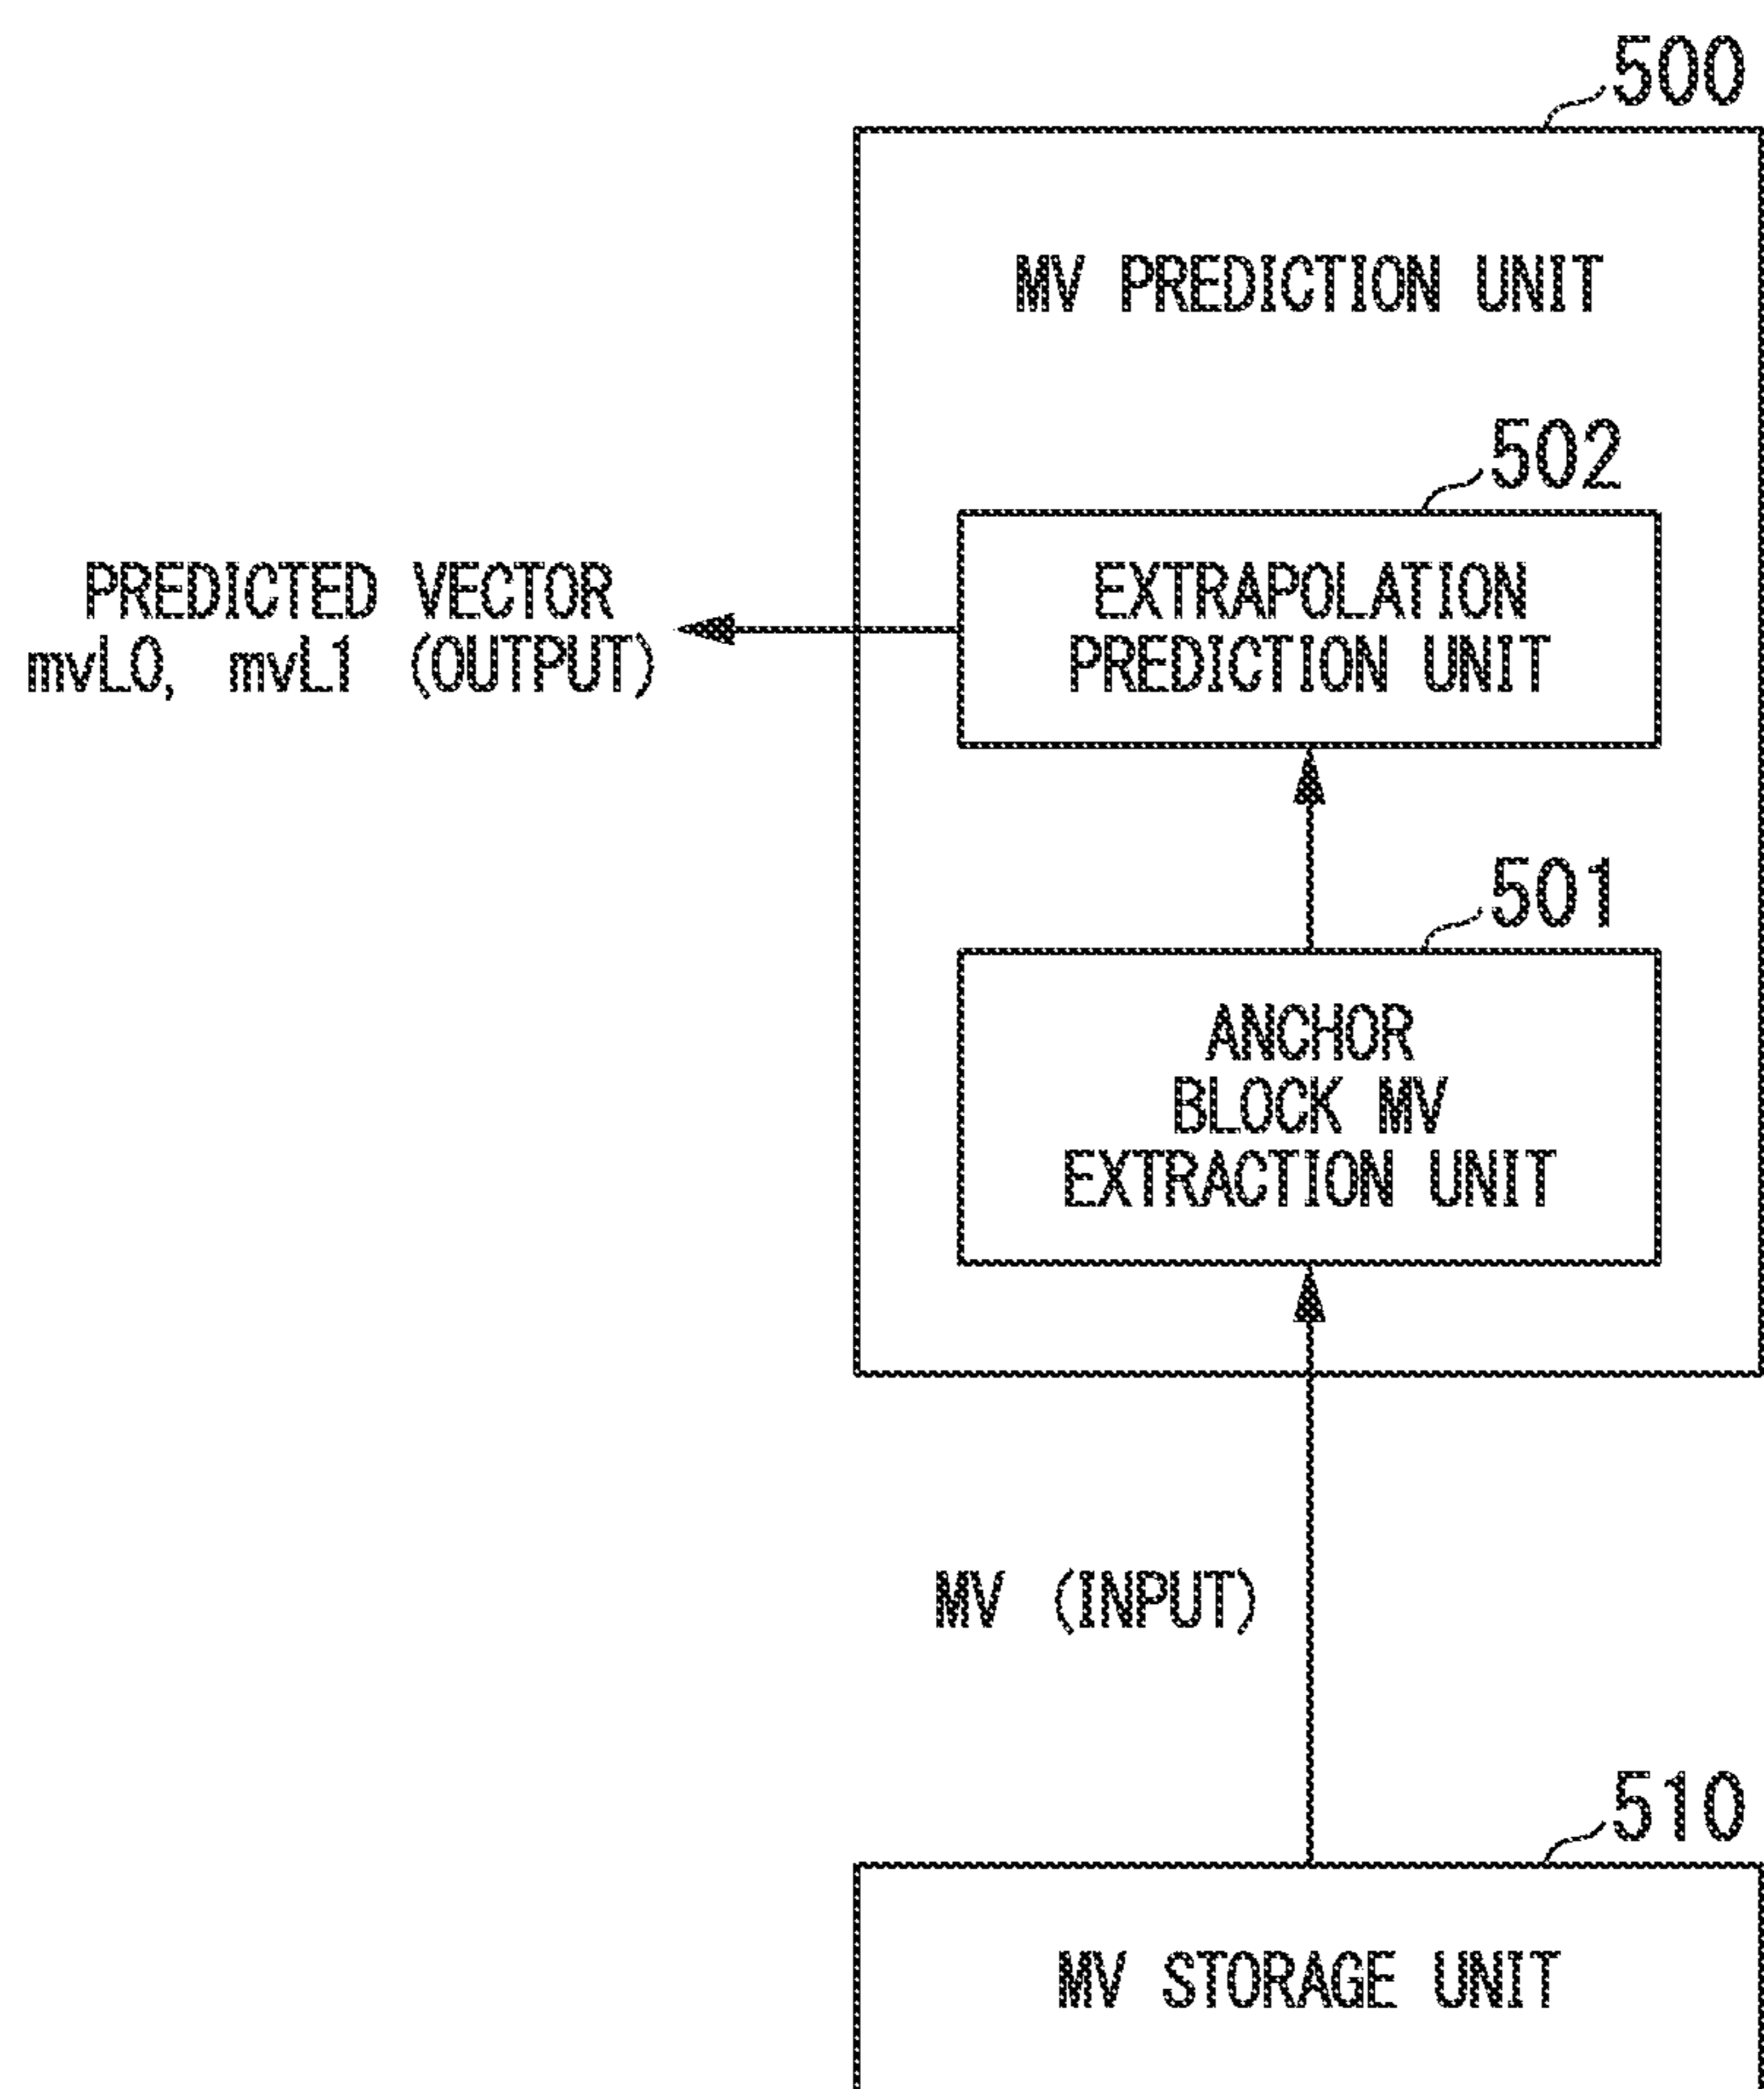 500
MV PREDICTION UNIT
502
EXTRAPOLATION
PREDICTION UNIT
PREDICTED VECTOR
mvL0, mvL1 (OUTPUT)
501
ANCHOR
BLOCK MV
EXTRACTION UNIT
MV (INPUT)
510
MV STORAGE UNIT